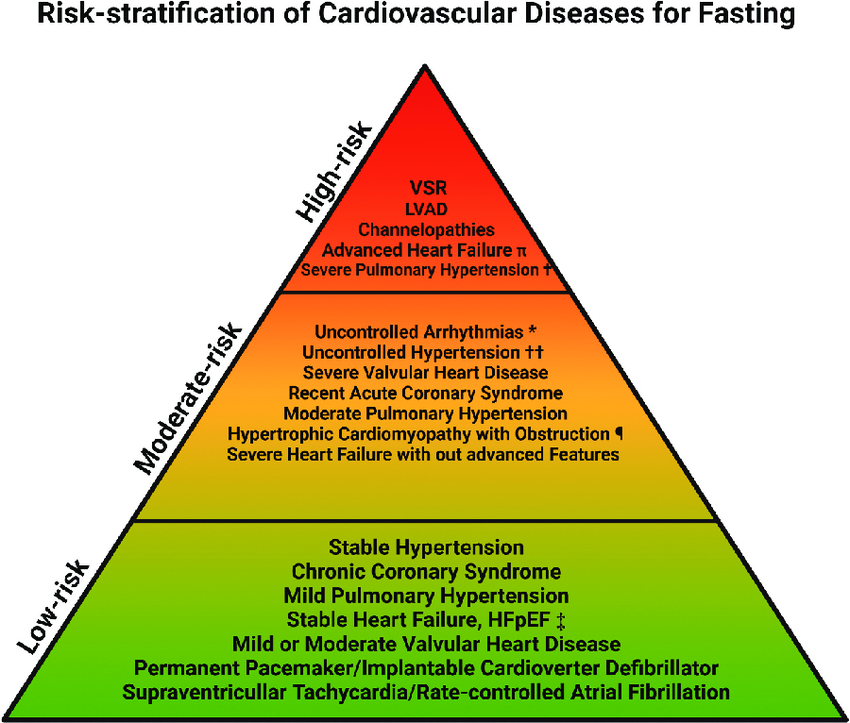 Risk-stratification of Cardiovascular Diseases for Fasting
High-risk
VSR
LVAD
Channelopathies
Advanced Heart Failure π
Severe Pulmonary Hypertension †
Moderate-risk
Uncontrolled Arrhythmias *
Uncontrolled Hypertension ††
Severe Valvular Heart Disease
Recent Acute Coronary Syndrome
Moderate Pulmonary Hypertension
Hypertrophic Cardiomyopathy with Obstruction ¶
Severe Heart Failure with out advanced Features
Low-risk
Stable Hypertension
Chronic Coronary Syndrome
Mild Pulmonary Hypertension
Stable Heart Failure, HFpEF ‡
Mild or Moderate Valvular Heart Disease
Permanent Pacemaker/Implantable Cardioverter Defibrillator
Supraventricullar Tachycardia/Rate-controlled Atrial Fibrillation